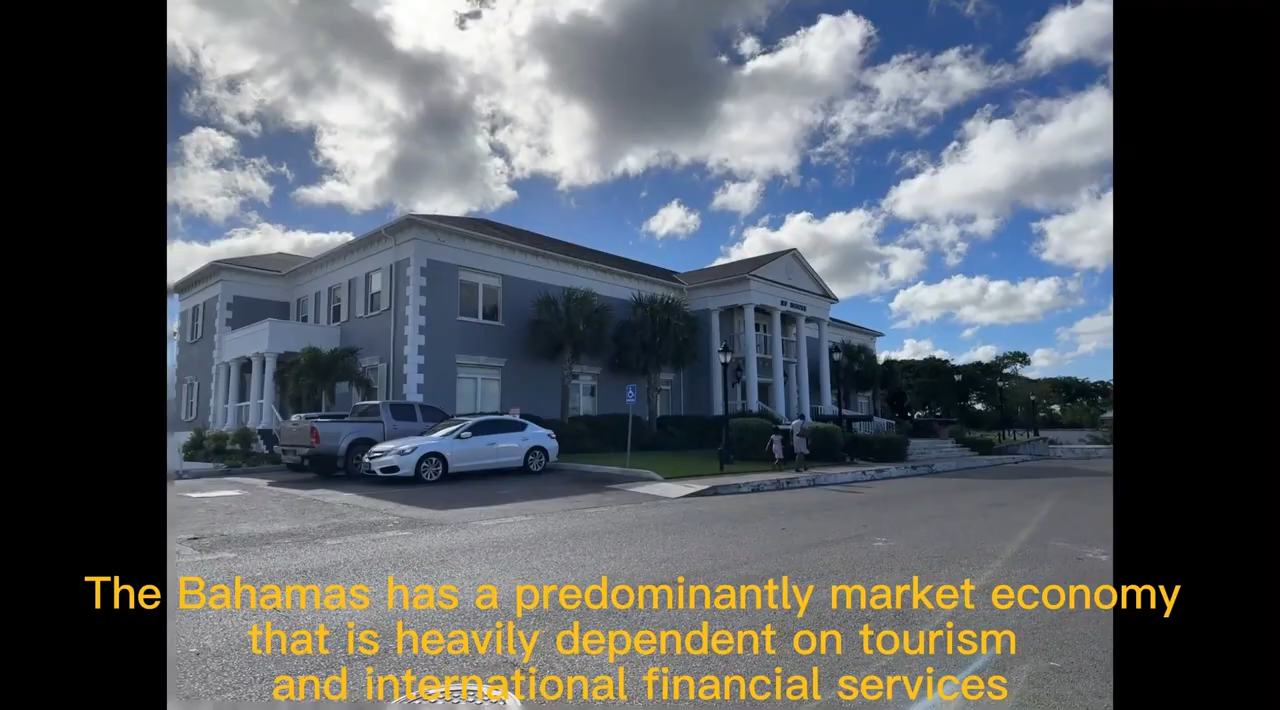 The Bahamas has a predominantly market economy
that is heavily dependent on tourism
and international financial services